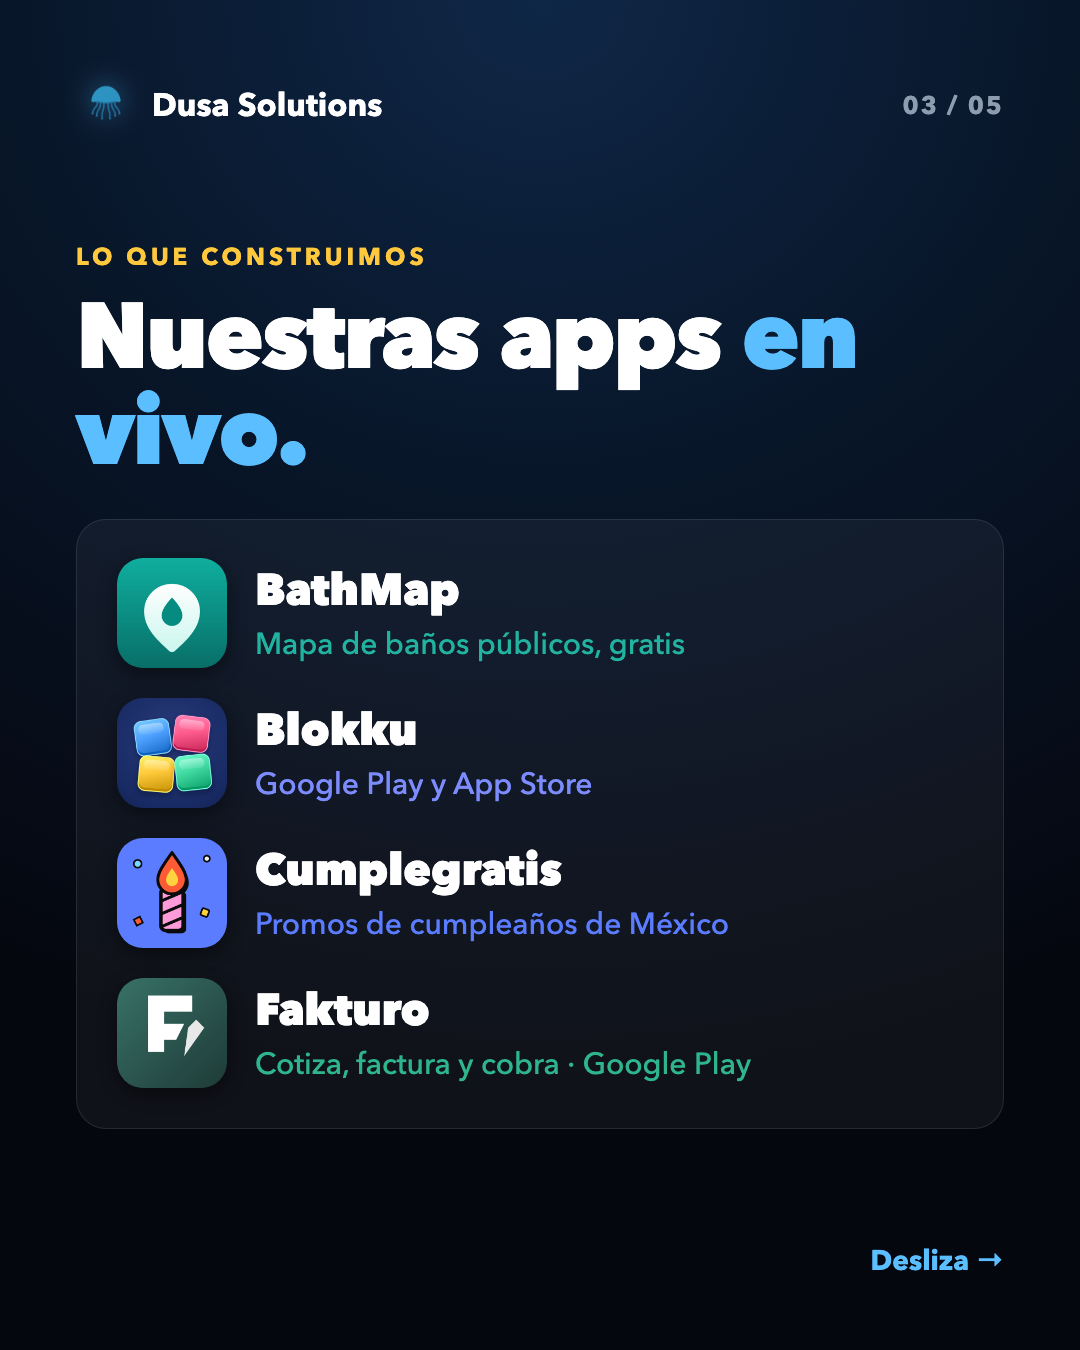 Dusa Solutions
03 / 05
LO QUE CONSTRUIMOS
Nuestras apps en
vivo.
BathMap
Mapa de baños públicos, gratis
Blokku
Google Play y App Store
Cumplegratis
Promos de cumpleaños de México
Fakturo
Cotiza, factura y cobra · Google Play
Desliza →